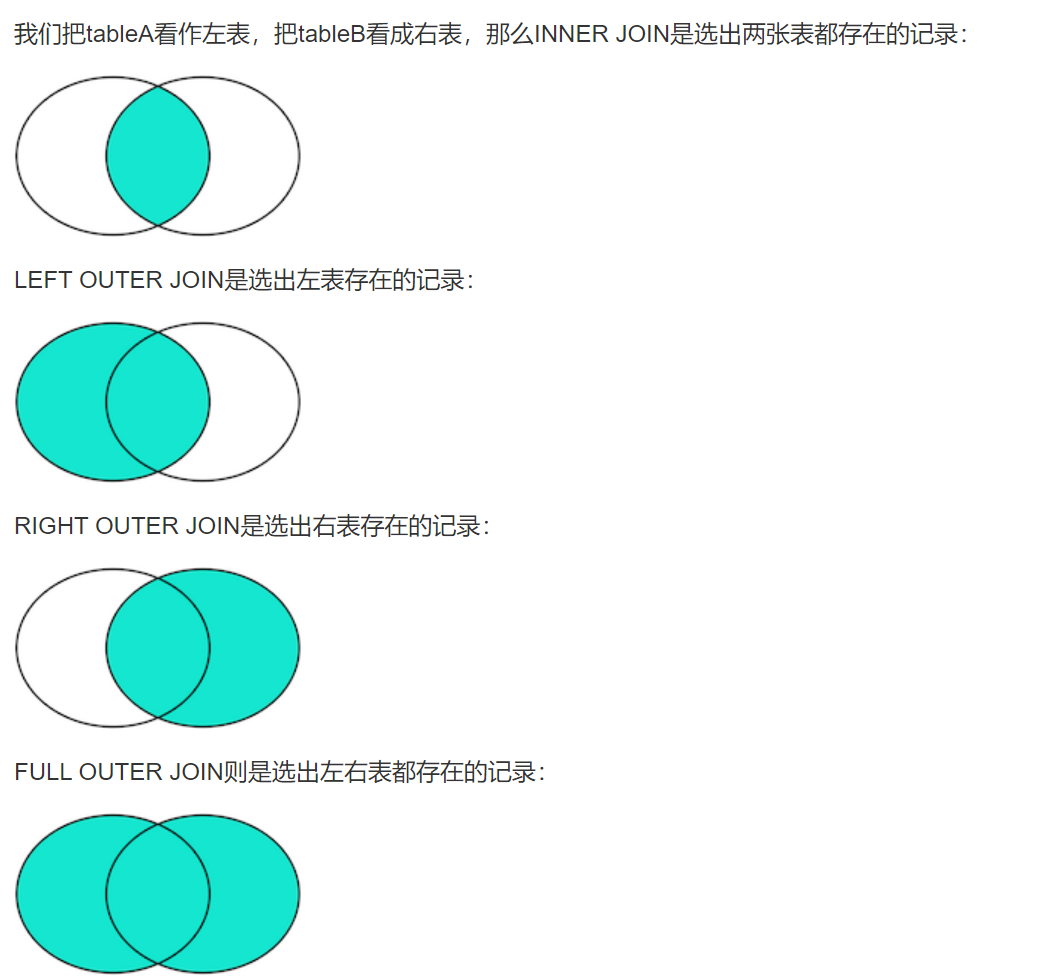 我们把tableA看作左表，把tableB看成右表，那么INNER JOIN是选出两张表都存在的记录：
LEFT OUTER JOIN是选出左表存在的记录：
RIGHT OUTER JOIN是选出右表存在的记录：
FULL OUTER JOIN则是选出左右表都存在的记录：